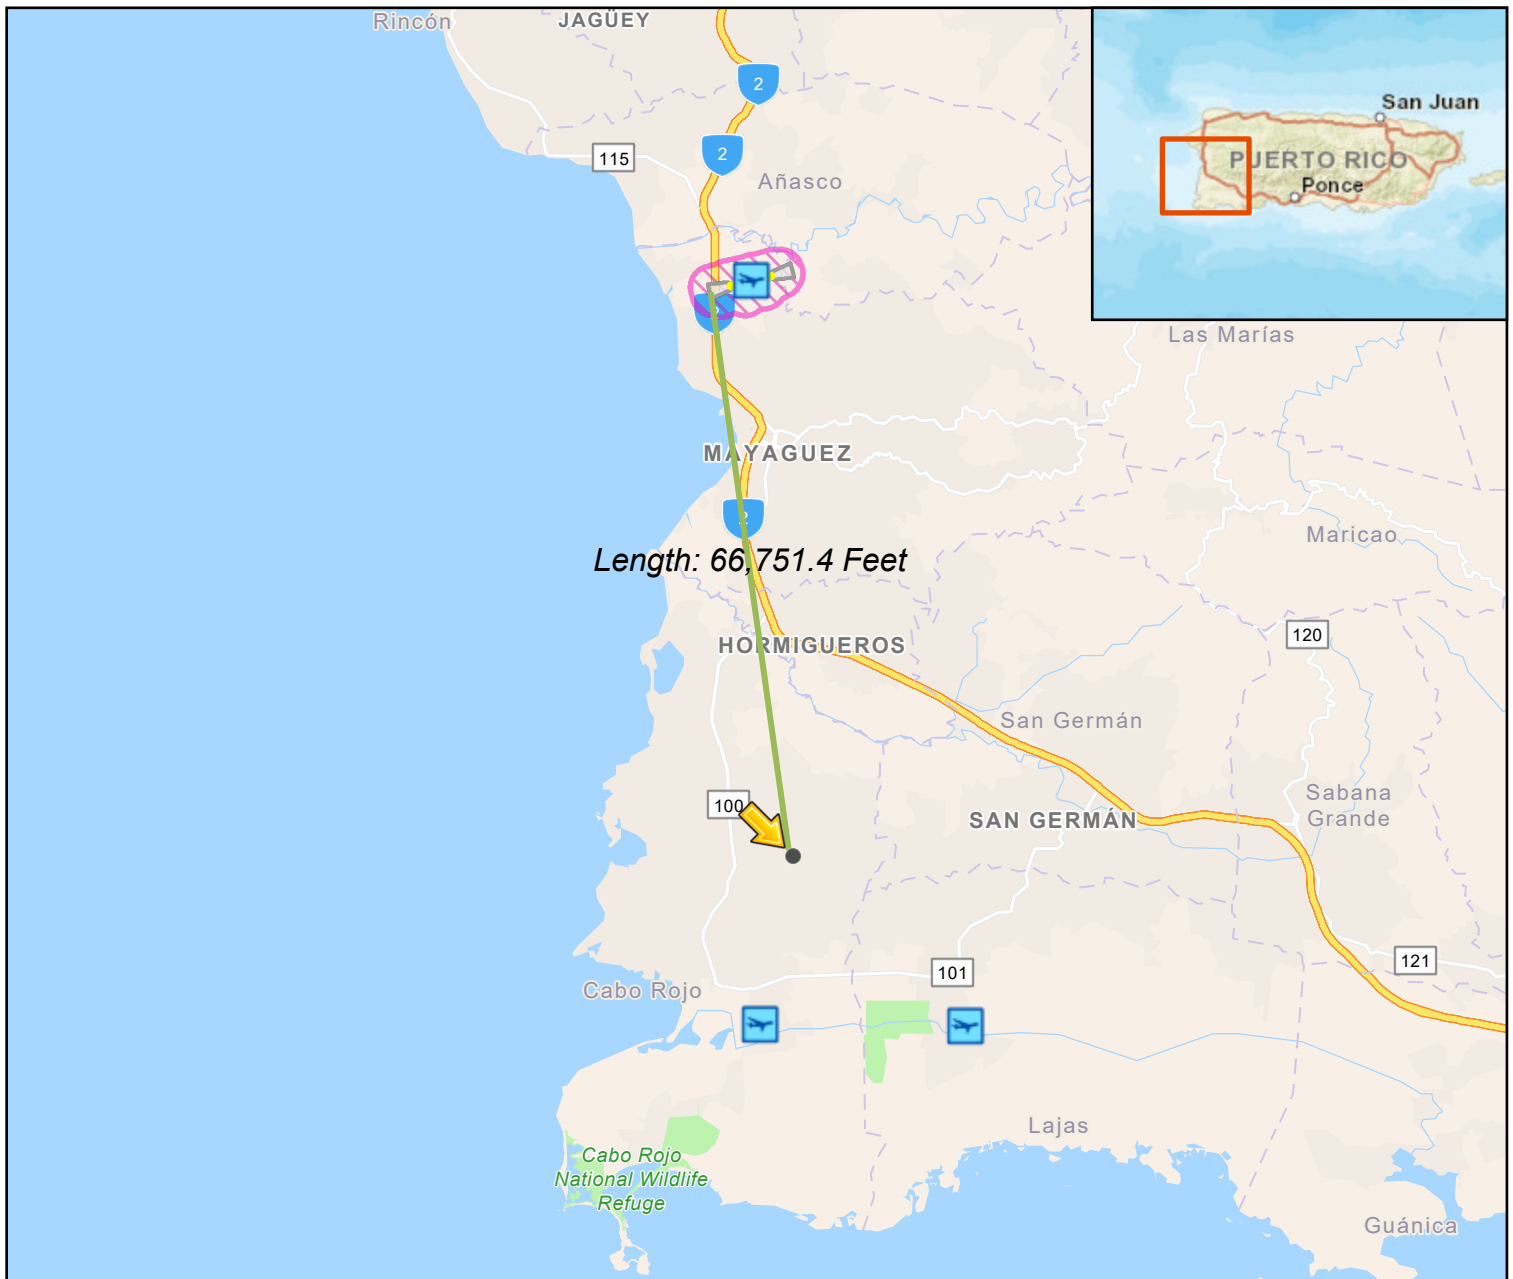 Rincón
JAGÜEY
2
San Juan
PUERTO RICO
Ponce
115
2
Añasco
Las Marías
MAYAGUEZ
Maricao
Length: 66,751.4 Feet
120
HORMIGUEROS
San Germán
100
Sabana
Grande
SAN GERMÁN
101
121
Cabo Rojo
Lajas
Cabo Rojo
National Wildlife
Refuge
Guánica